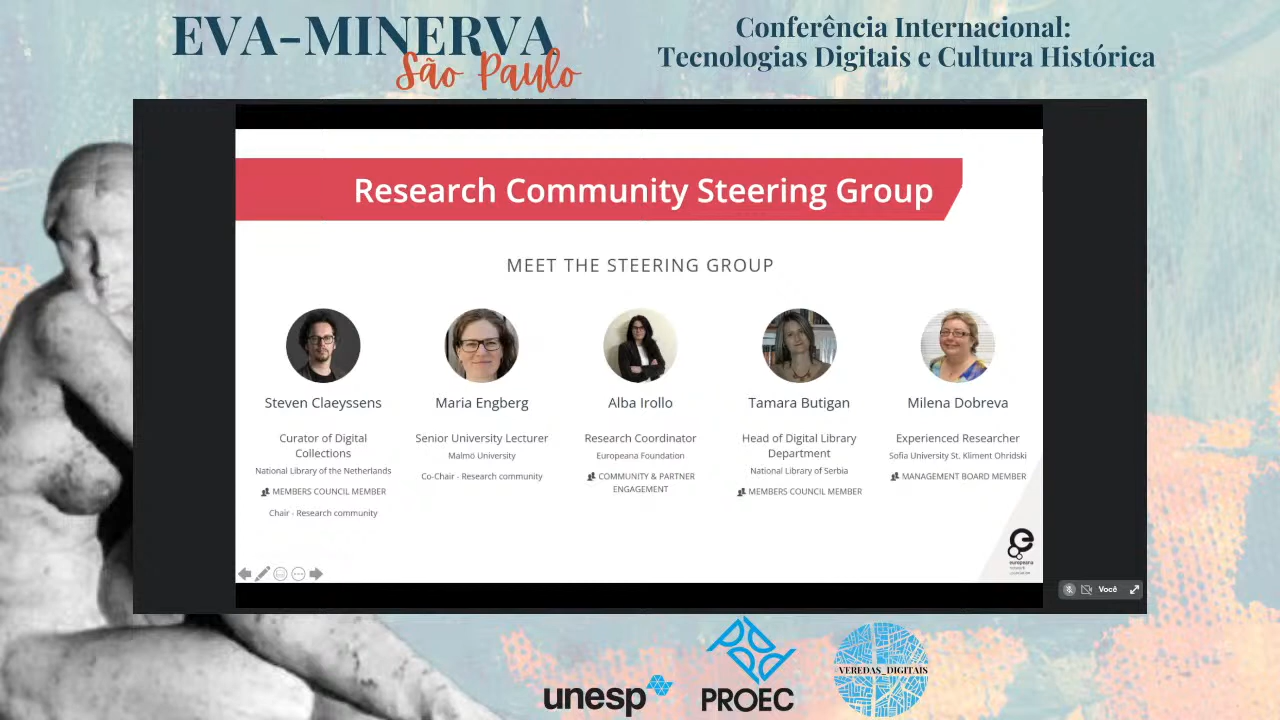 EVA-MINERVA
São Paulo
Conferência Internacional:
Tecnologias Digitais e Cultura Histórica
Research Community Steering Group
MEET THE STEERING GROUP
Steven Claeyssens
Curator of Digital
Collections
National Library of the Netherlands
MEMBERS COUNCIL MEMBER
Chair - Research community
Maria Engberg
Senior University Lecturer
Malmö University
Co-Chair - Research community
Alba Irollo
Research Coordinator
Europeana Foundation
COMMUNITY & PARTNER
ENGAGEMENT
Tamara Butigan
Head of Digital Library
Department
National Library of Serbia
MEMBERS COUNCIL MEMBER
Milena Dobreva
Experienced Researcher
Sofia University St. Kliment Ohridski
MANAGEMENT BOARD MEMBER
europeana
Você
unesp
PROEC
VEREDAS_DIGITAIS